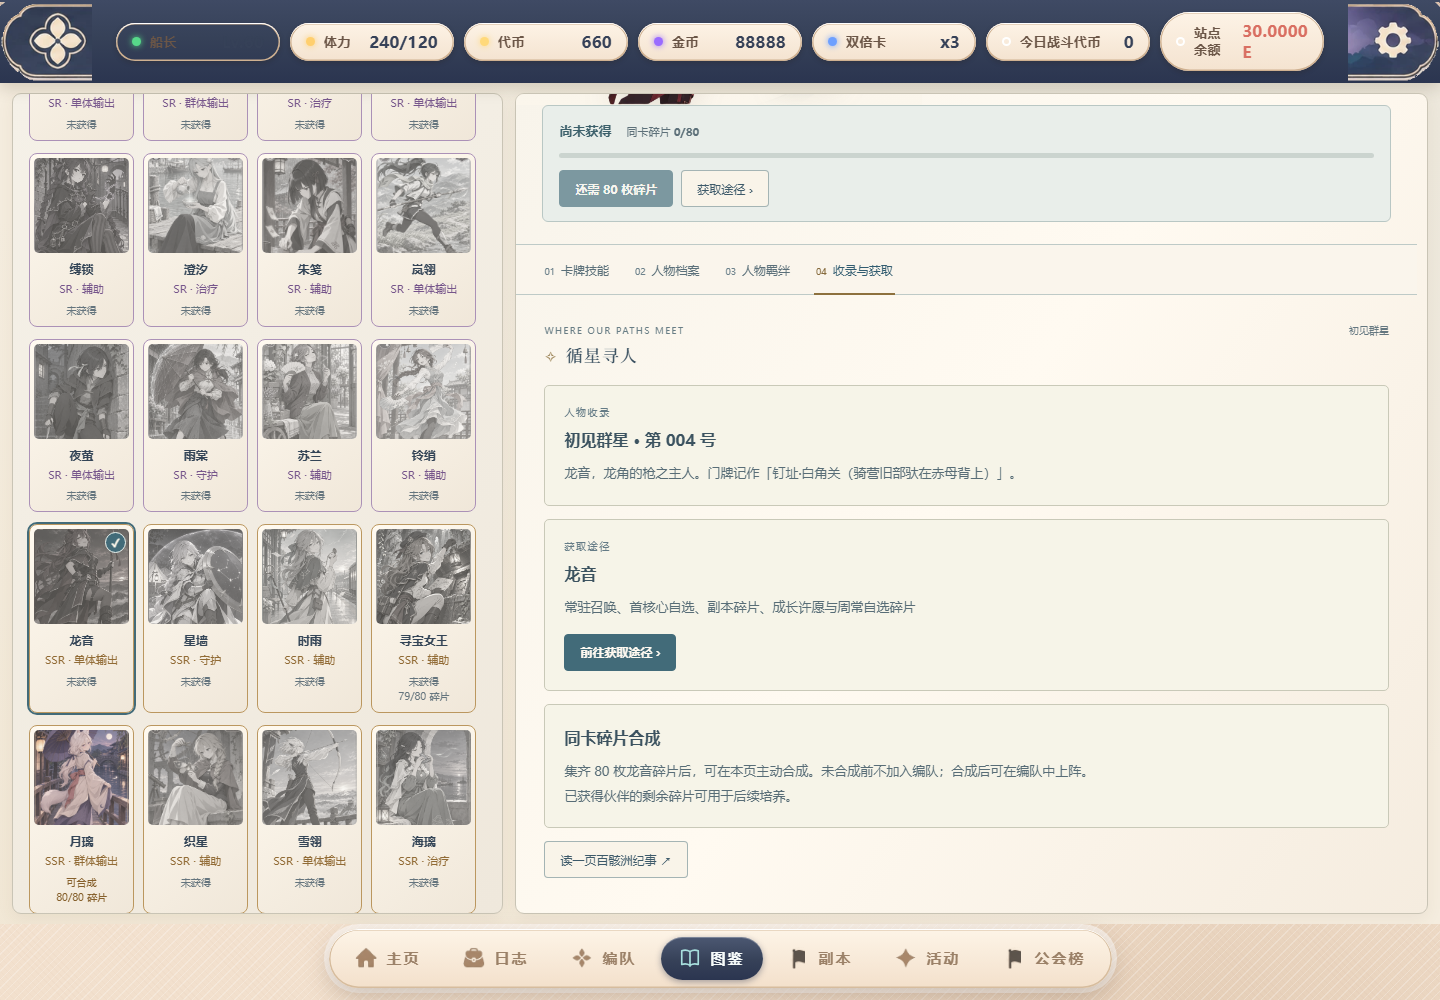 船长
体力 240/120
代币 660
金币 88888
双倍卡 x3
今日战斗代币 0
站点余额 30.0000E
SR · 单体输出
未获得
SR · 群体输出
未获得
SR · 治疗
未获得
SR · 单体输出
未获得
缚锁
SR · 辅助
未获得
澄汐
SR · 治疗
未获得
朱笺
SR · 辅助
未获得
岚翎
SR · 单体输出
未获得
夜萤
SR · 单体输出
未获得
雨棠
SR · 守护
未获得
苏兰
SR · 辅助
未获得
铃绡
SR · 辅助
未获得
龙音
SSR · 单体输出
未获得
星墙
SSR · 守护
未获得
时雨
SSR · 辅助
未获得
寻宝女王
SSR · 辅助
未获得
79/80 碎片
月璃
SSR · 群体输出
可合成
80/80 碎片
织星
SSR · 辅助
未获得
雪翎
SSR · 单体输出
未获得
海璃
SSR · 治疗
未获得
尚未获得 同卡碎片 0/80
还需 80 枚碎片
获取途径 ›
01 卡牌技能
02 人物档案
03 人物羁绊
04 收录与获取
WHERE OUR PATHS MEET
初见群星
✧ 循星寻人
人物收录
初见群星 • 第 004 号
龙音，龙角的枪之主人。门牌记作「钉址·白角关（骑营旧部驮在赤母背上）」。
获取途径
龙音
常驻召唤、首核心自选、副本碎片、成长许愿与周常自选碎片
前往获取途径 ›
同卡碎片合成
集齐 80 枚龙音碎片后，可在本页主动合成。未合成前不加入编队；合成后可在编队中上阵。
已获得伙伴的剩余碎片可用于后续培养。
读一页百骸洲纪事 ↗
主页
日志
编队
图鉴
副本
活动
公会榜